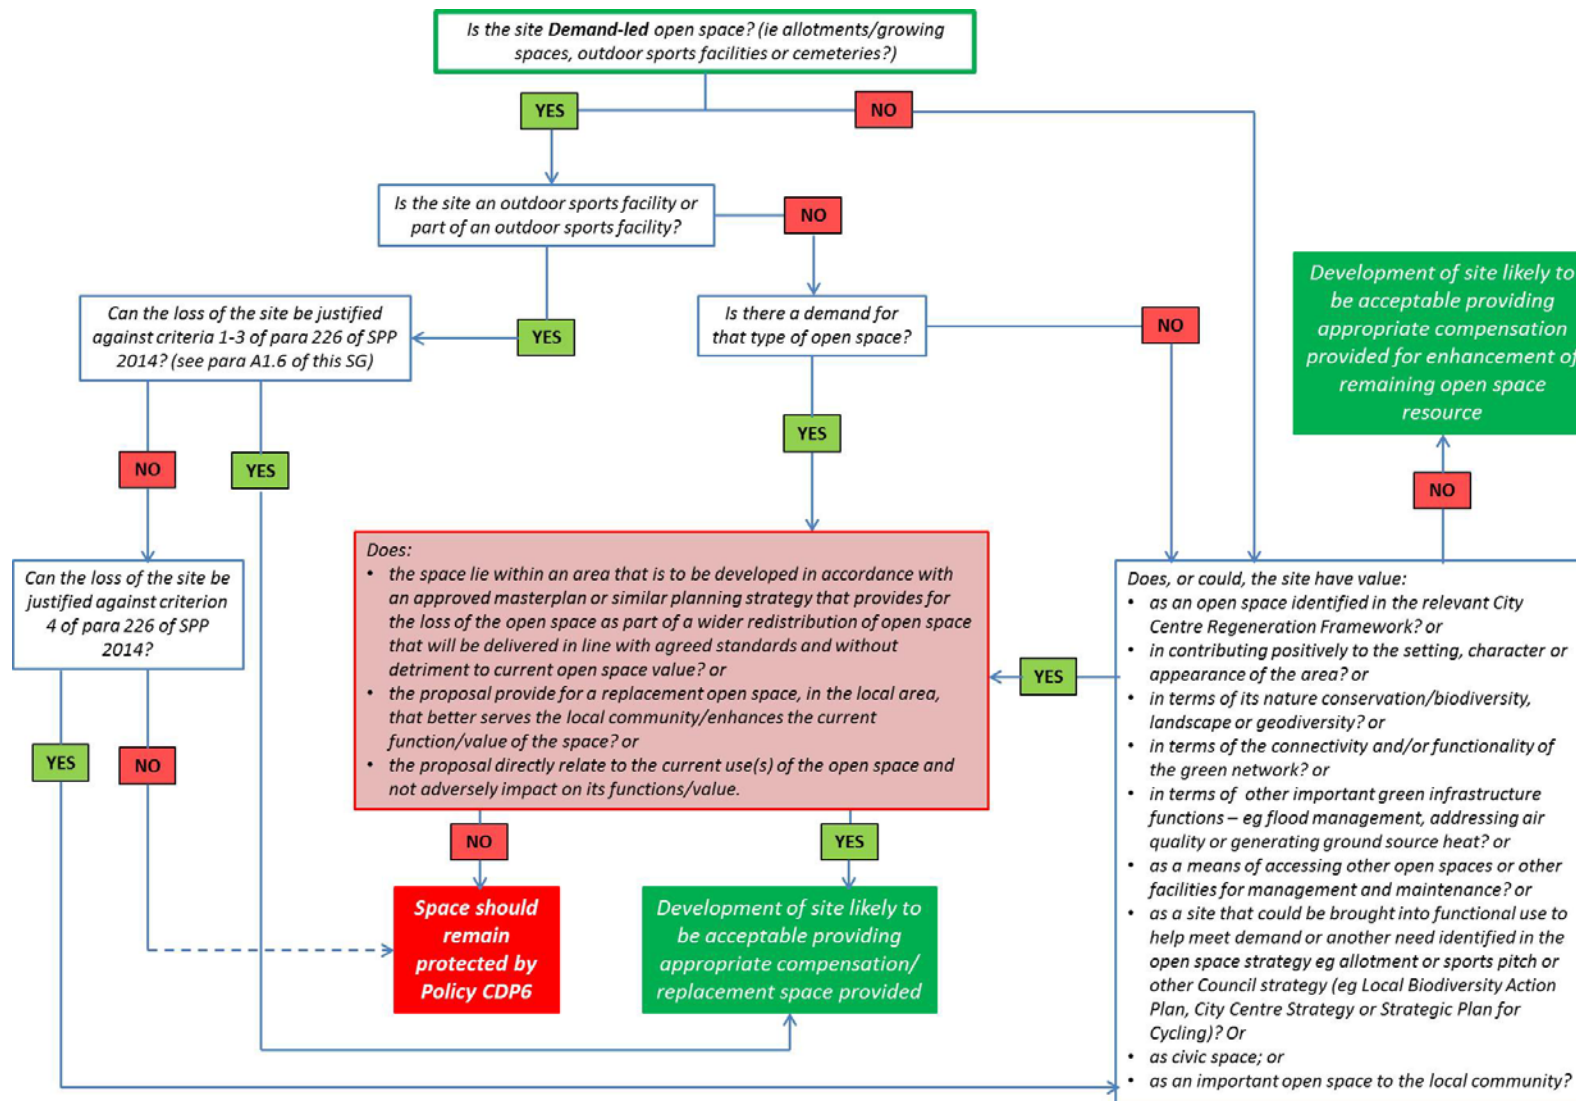 Is the site Demand-led open space? (ie allotments/growing
spaces, outdoor sports facilities or cemeteries?)
YES
NO
Is the site an outdoor sports facility or
part of an outdoor sports facility?
NO
Can the loss of the site be justified
against criteria 1-3 of para 226 of SPP
2014? (see para A1.6 of this SG)
YES
Is there a demand for
that type of open space?
NO
Development of site likely to
be acceptable providing
appropriate compensation
provided for enhancement of
remaining open space
resource
NO
YES
YES
NO
Can the loss of the site be
justified against criterion
4 of para 226 of SPP
2014?
Does:
• the space lie within an area that is to be developed in accordance with
an approved masterplan or similar planning strategy that provides for
the loss of the open space as part of a wider redistribution of open space
that will be delivered in line with agreed standards and without
detriment to current open space value? or
• the proposal provide for a replacement open space, in the local area,
that better serves the local community/enhances the current
function/value of the space? or
• the proposal directly relate to the current use(s) of the open space and
not adversely impact on its functions/value.
YES
Does, or could, the site have value:
• as an open space identified in the relevant City
Centre Regeneration Framework? or
• in contributing positively to the setting, character or
appearance of the area? or
• in terms of its nature conservation/biodiversity,
landscape or geodiversity? or
• in terms of the connectivity and/or functionality of
the green network? or
• in terms of other important green infrastructure
functions – eg flood management, addressing air
quality or generating ground source heat? or
• as a means of accessing other open spaces or other
facilities for management and maintenance? or
• as a site that could be brought into functional use to
help meet demand or another need identified in the
open space strategy eg allotment or sports pitch or
other Council strategy (eg Local Biodiversity Action
Plan, City Centre Strategy or Strategic Plan for
Cycling)? Or
• as civic space; or
• as an important open space to the local community?
YES
NO
NO
YES
Space should
remain
protected by
Policy CDP6
Development of site likely to
be acceptable providing
appropriate compensation/
replacement space provided